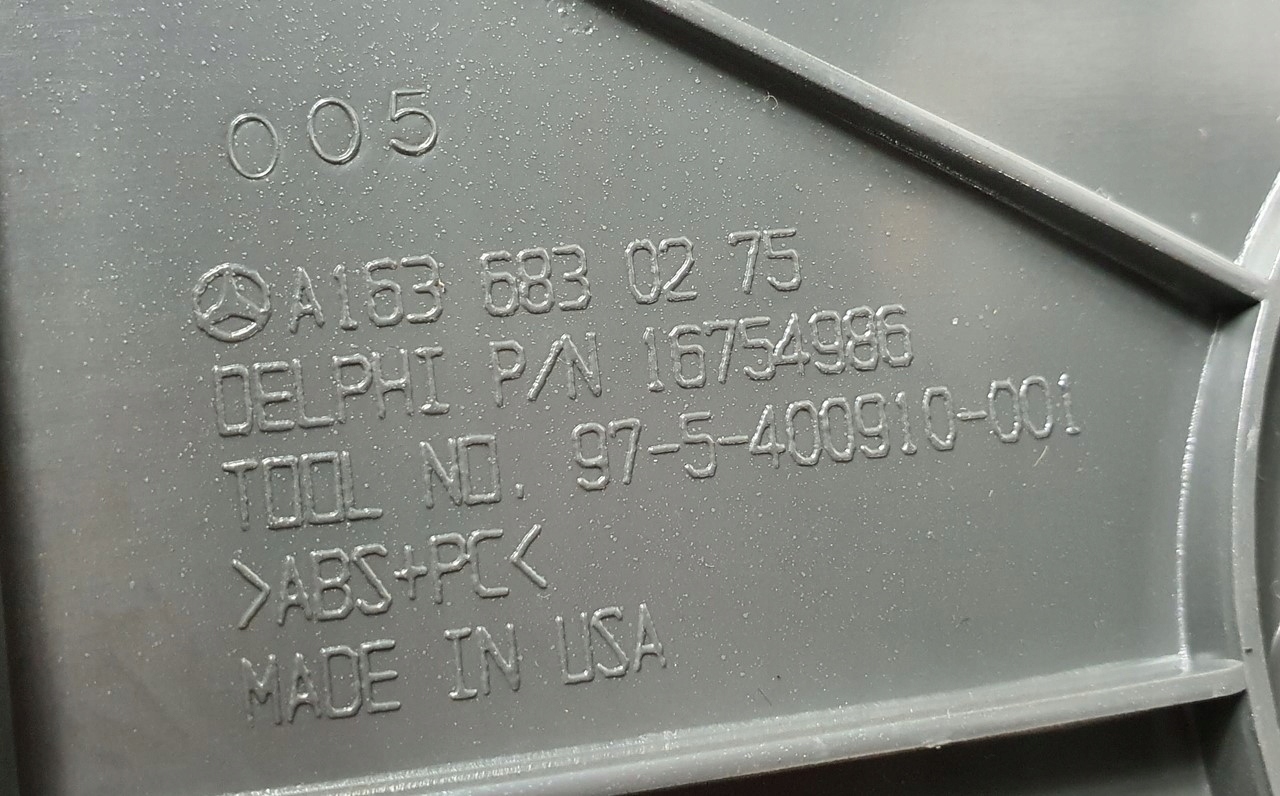 005
A163 683 02 75
DELPHI P/N 16754986
TOOL NO. 97-5-400910-001
>ABS+PC<
MADE IN USA